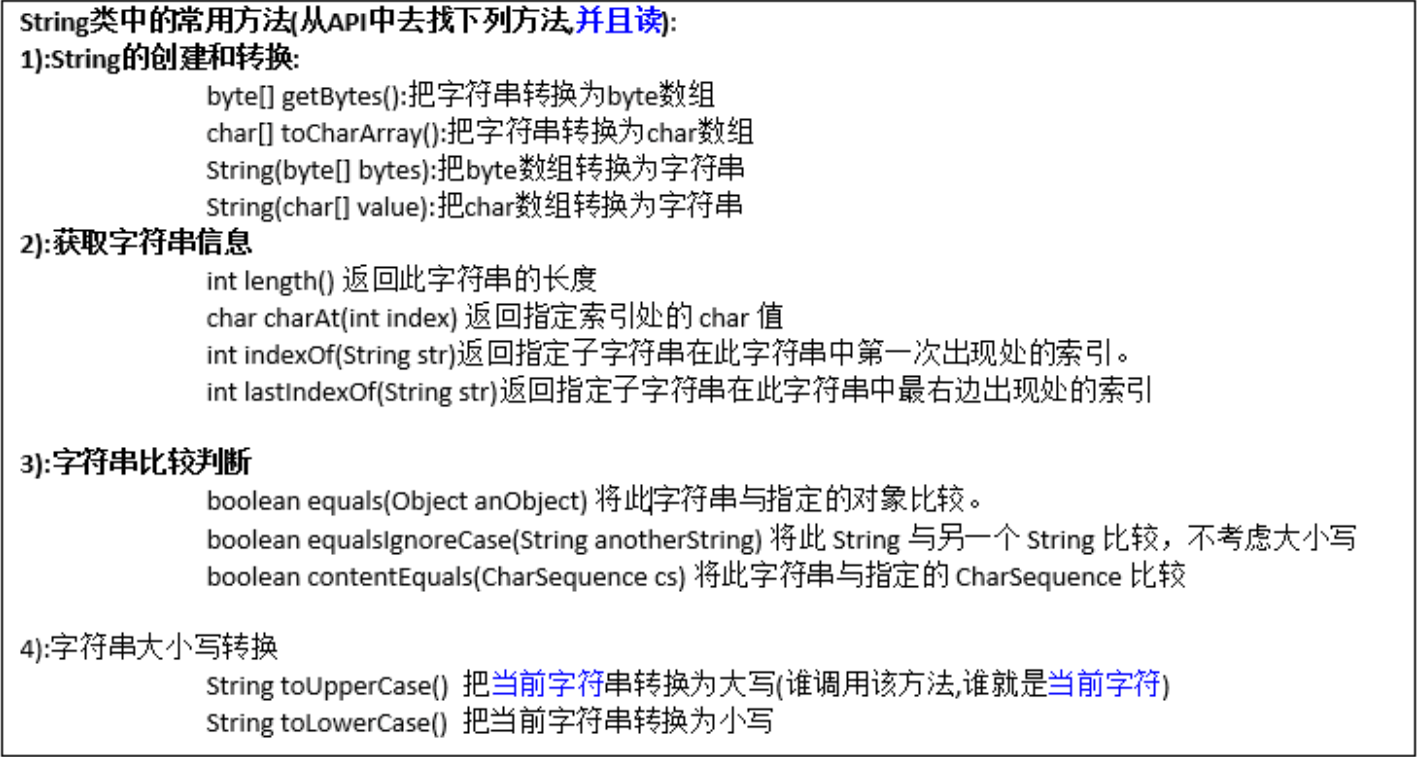 String类中的常用方法(从API中去找下列方法,并且读):
1):String的创建和转换:
byte[] getBytes():把字符串转换为byte数组
char[] toCharArray():把字符串转换为char数组
String(byte[] bytes):把byte数组转换为字符串
String(char[] value):把char数组转换为字符串
2):获取字符串信息
int length() 返回此字符串的长度
char charAt(int index) 返回指定索引处的 char 值
int indexOf(String str)返回指定子字符串在此字符串中第一次出现处的索引。
int lastIndexOf(String str)返回指定子字符串在此字符串中最右边出现处的索引
3):字符串比较判断
boolean equals(Object anObject) 将此字符串与指定的对象比较。
boolean equalsIgnoreCase(String anotherString) 将此 String 与另一个 String 比较，不考虑大小写
boolean contentEquals(CharSequence cs) 将此字符串与指定的 CharSequence 比较
4):字符串大小写转换
String toUpperCase() 把当前字符串转换为大写(谁调用该方法,谁就是当前字符)
String toLowerCase() 把当前字符串转换为小写